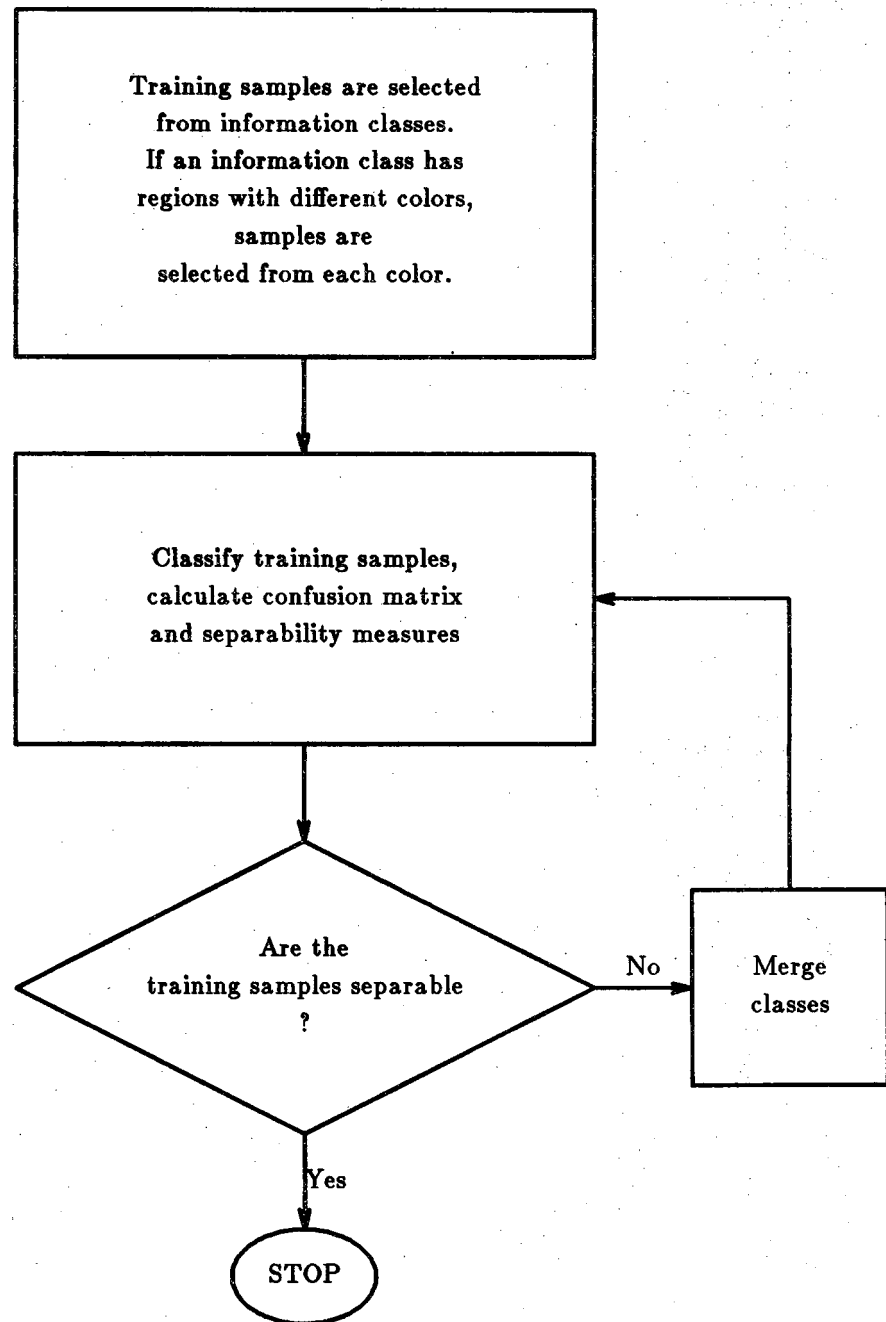 Training samples are selected
from information classes.
If an information class has
regions with different colors,
samples are
selected from each color.
Classify training samples,
calculate confusion matrix
and separability measures
Are the
training samples separable
?
No
Merge
classes
Yes
STOP